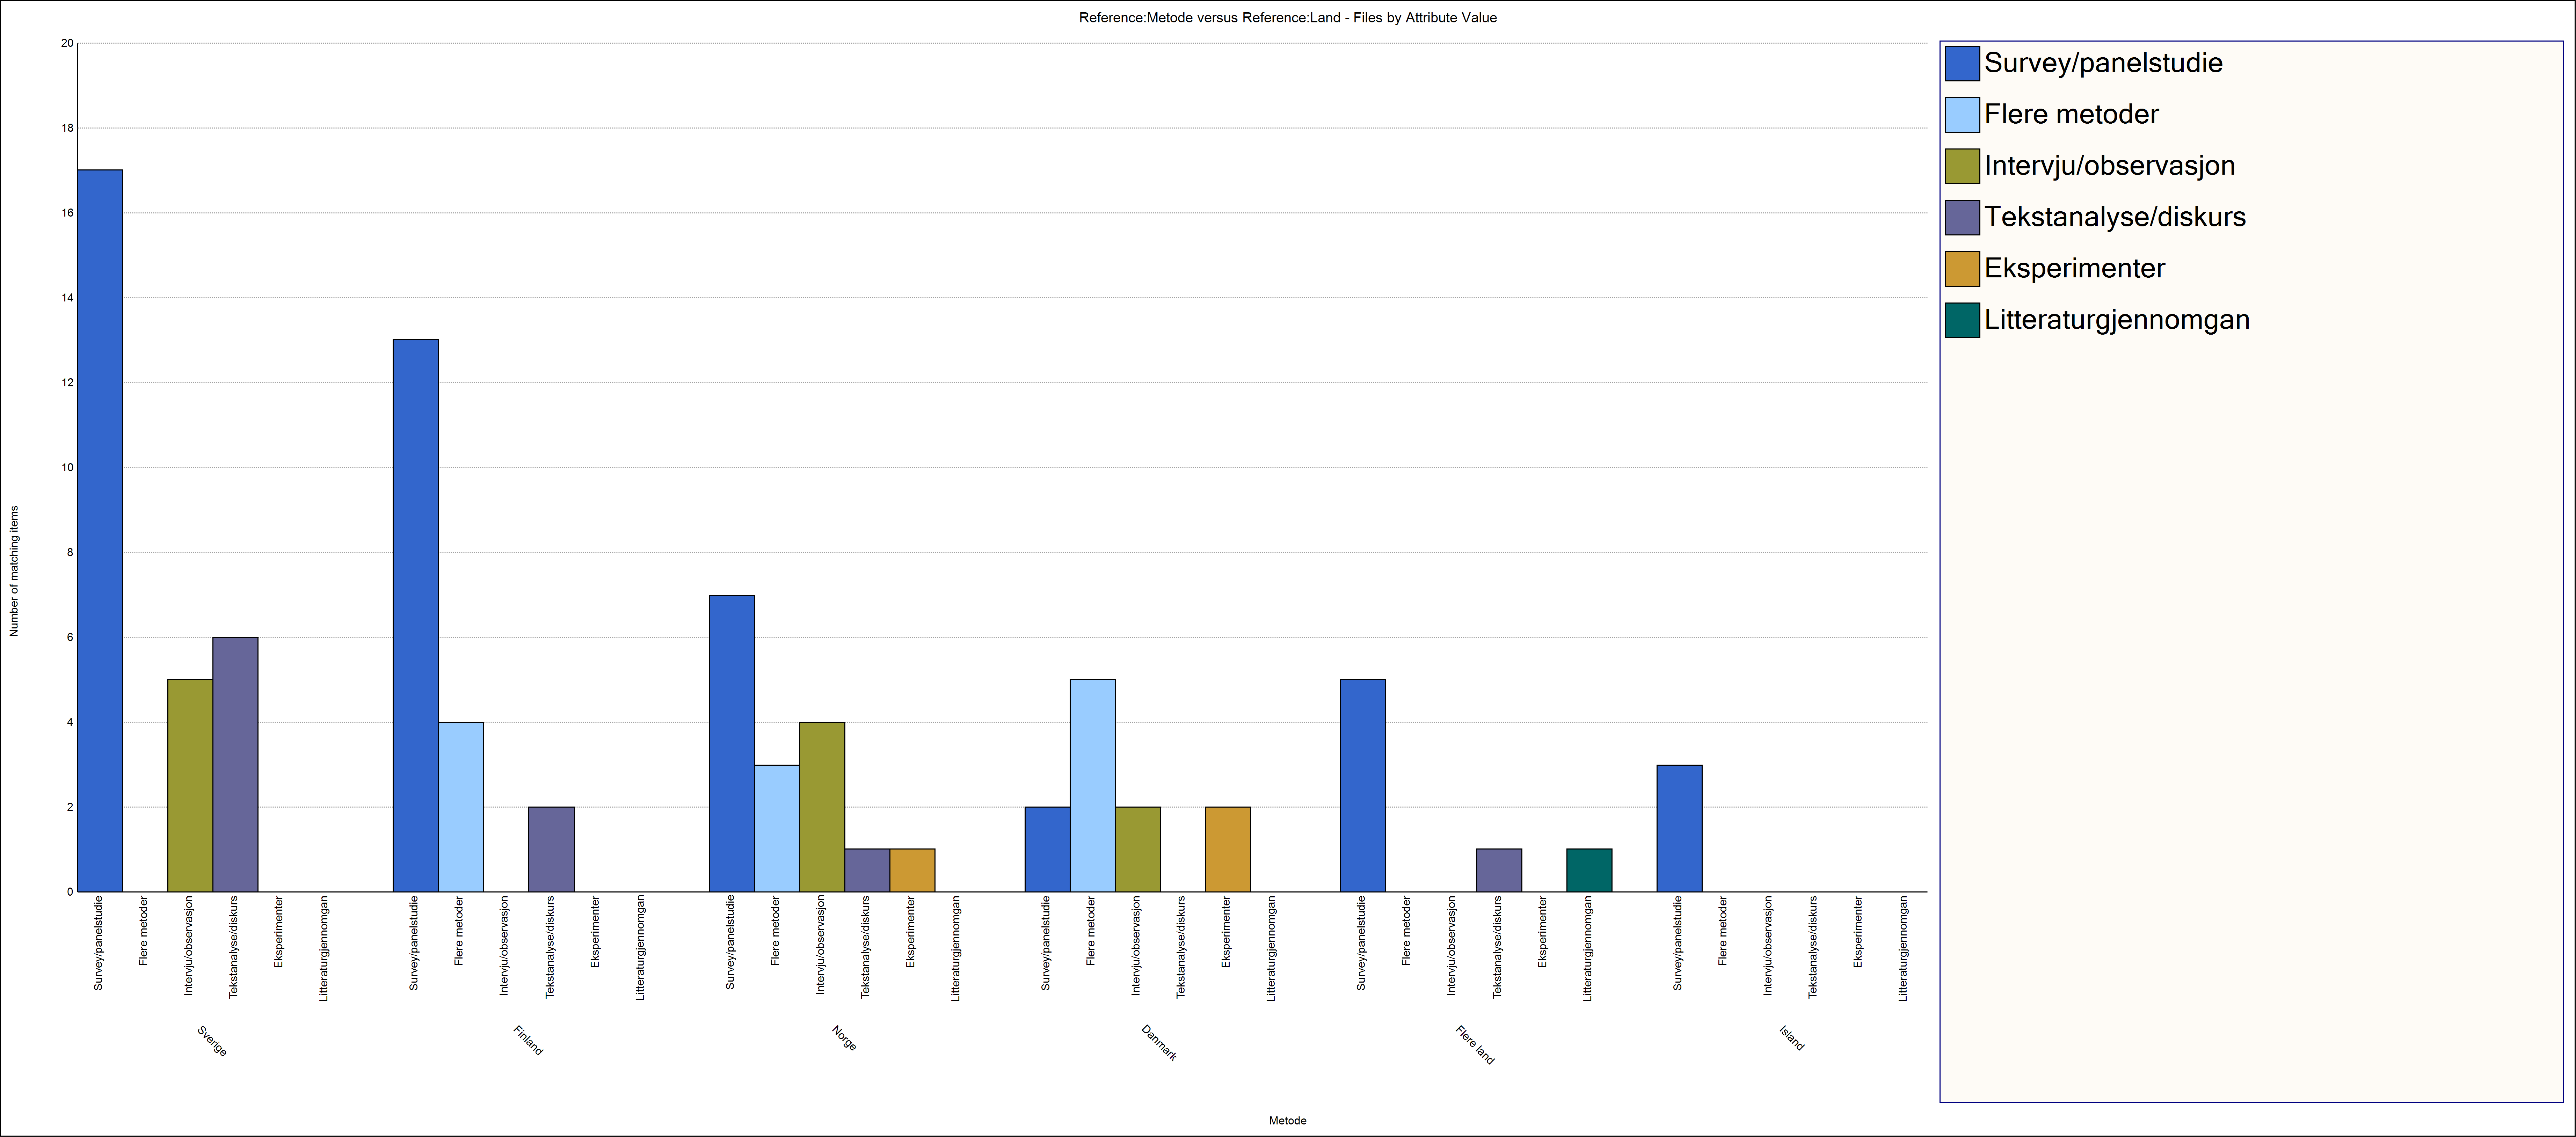 Reference:Metode versus Reference:Land - Files by Attribute Value
Number of matching items
20
18
16
14
12
10
8
6
4
2
0
Survey/panelstudie
Flere metoder
Intervju/observasjon
Tekstanalyse/diskurs
Eksperimenter
Litteraturgjennomgan
Survey/panelstudie
Flere metoder
Intervju/observasjon
Tekstanalyse/diskurs
Eksperimenter
Litteraturgjennomgan
Survey/panelstudie
Flere metoder
Intervju/observasjon
Tekstanalyse/diskurs
Eksperimenter
Litteraturgjennomgan
Survey/panelstudie
Flere metoder
Intervju/observasjon
Tekstanalyse/diskurs
Eksperimenter
Litteraturgjennomgan
Survey/panelstudie
Flere metoder
Intervju/observasjon
Tekstanalyse/diskurs
Eksperimenter
Litteraturgjennomgan
Survey/panelstudie
Flere metoder
Intervju/observasjon
Tekstanalyse/diskurs
Eksperimenter
Litteraturgjennomgan
Sverige
Finland
Norge
Danmark
Flere land
Island
Metode
Survey/panelstudie
Flere metoder
Intervju/observasjon
Tekstanalyse/diskurs
Eksperimenter
Litteraturgjennomgan